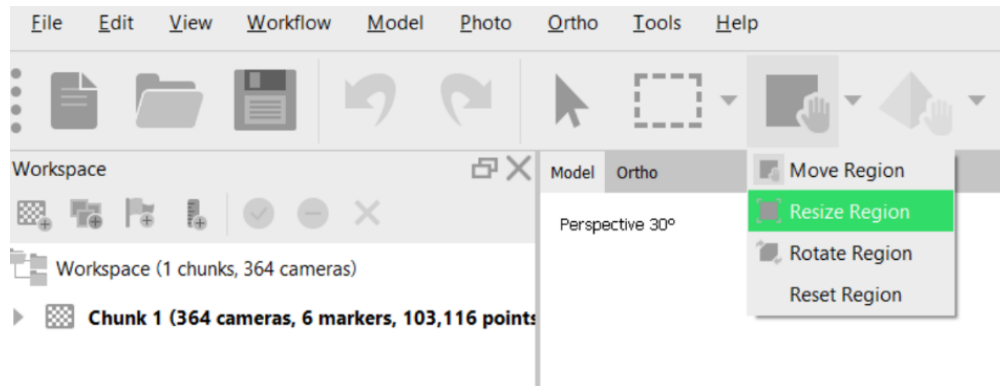 File Edit View Workflow Model Photo Ortho Tools Help
Workspace
Model Ortho
Move Region
Resize Region
Rotate Region
Reset Region
Perspective 30°
Workspace (1 chunks, 364 cameras)
Chunk 1 (364 cameras, 6 markers, 103,116 points